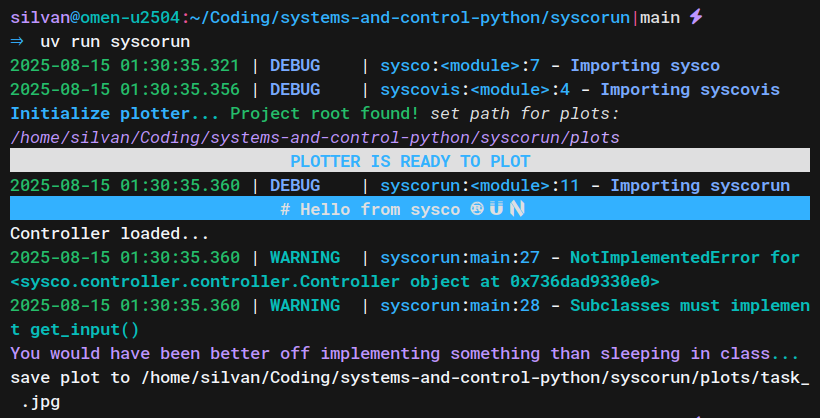 silvan@omen-u2504:~/Coding/systems-and-control-python/syscorun|main ⚡
⇒ uv run syscorun
2025-08-15 01:30:35.321 | DEBUG    | sysco:<module>:7 - Importing sysco
2025-08-15 01:30:35.356 | DEBUG    | syscovis:<module>:4 - Importing syscovis
Initialize plotter... Project root found! set path for plots:
/home/silvan/Coding/systems-and-control-python/syscorun/plots
PLOTTER IS READY TO PLOT
2025-08-15 01:30:35.360 | DEBUG    | syscorun:<module>:11 - Importing syscorun
# Hello from sysco ®️ U N
Controller loaded...
2025-08-15 01:30:35.360 | WARNING  | syscorun:main:27 - NotImplementedError for
<sysco.controller.controller.Controller object at 0x736dad9330e0>
2025-08-15 01:30:35.360 | WARNING  | syscorun:main:28 - Subclasses must implemen
t get_input()
You would have been better off implementing something than sleeping in class...
save plot to /home/silvan/Coding/systems-and-control-python/syscorun/plots/task_
.jpg